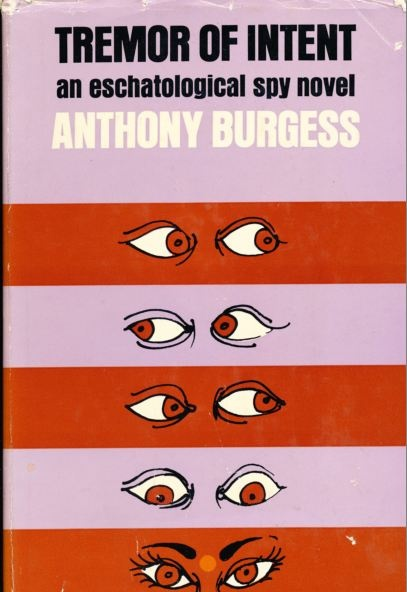 TREMOR OF INTENT
an eschatological spy novel
ANTHONY BURGESS